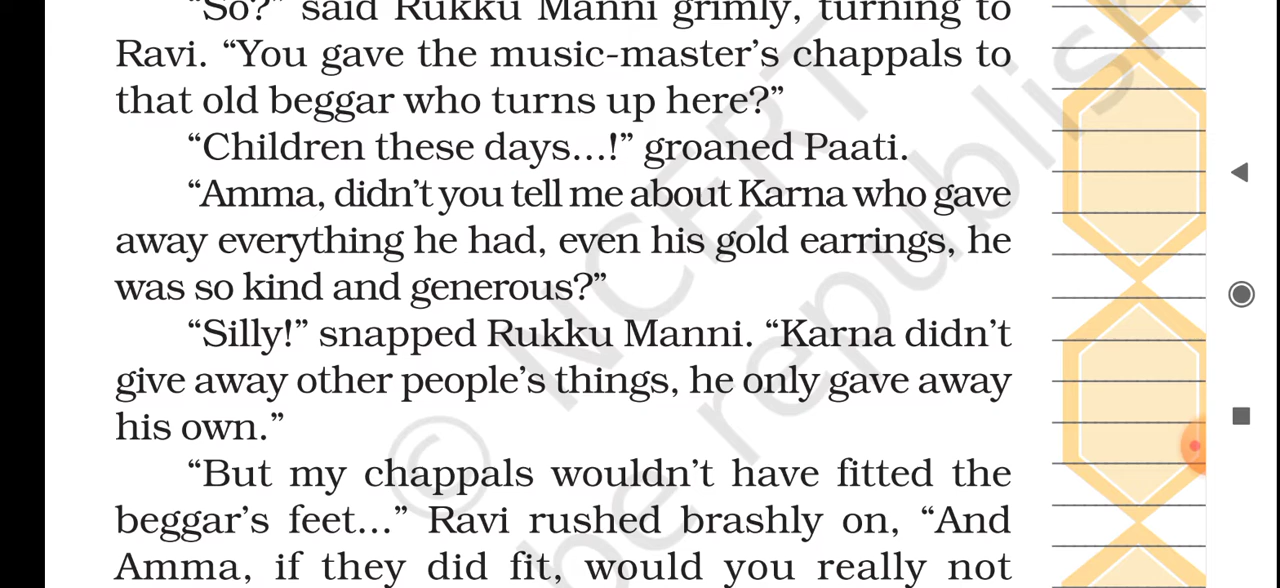 “So?” said Rukku Manni grimly, turning to
Ravi. “You gave the music-master’s chappals to
that old beggar who turns up here?”
“Children these days...!” groaned Paati.
“Amma, didn’t you tell me about Karna who gave
away everything he had, even his gold earrings, he
was so kind and generous?”
“Silly!” snapped Rukku Manni. “Karna didn’t
give away other people’s things, he only gave away
his own.”
“But my chappals wouldn’t have fitted the
beggar’s feet...” Ravi rushed brashly on, “And
Amma, if they did fit, would you really not
© NCERT
be republish